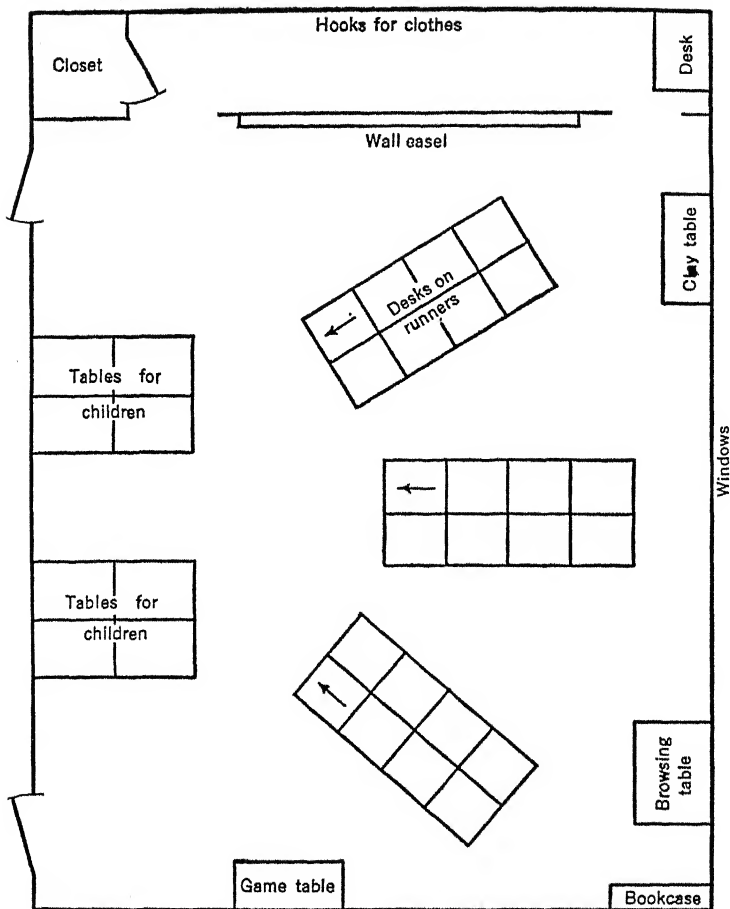 Hooks for clothes
Closet
Desk
Wall easel
Clay table
Desks on
runners
Tables for
children
Windows
Tables for
children
Browsing
table
Game table
Bookcase